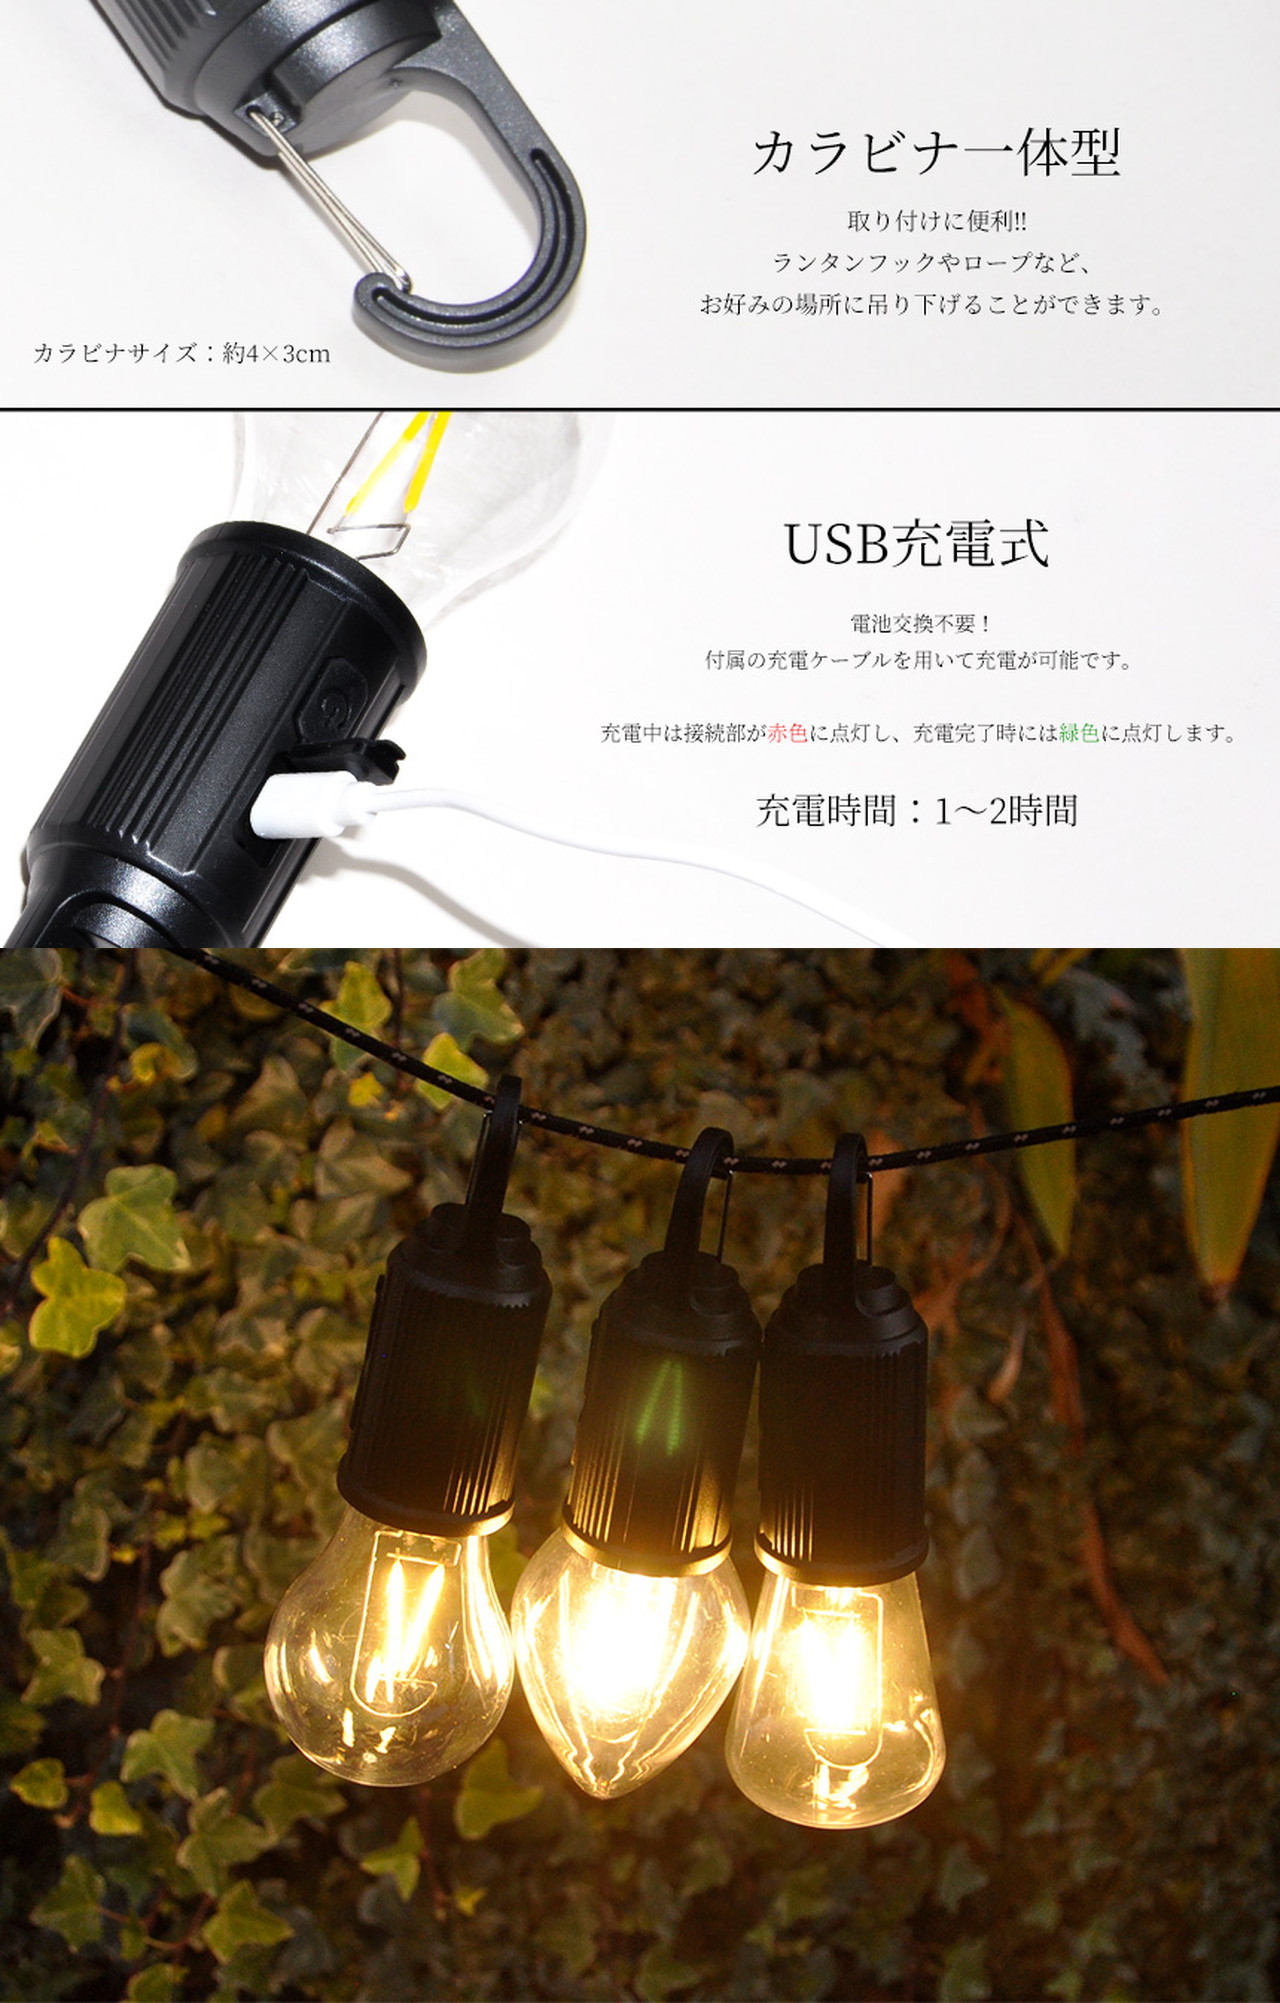 カラビナ一体型
取り付けに便利!!
ランタンフックやロープなど、
お好みの場所に吊り下げることができます。
カラビナサイズ：約4×3cm
USB充電式
電池交換不要！
付属の充電ケーブルを用いて充電が可能です。
充電中は接続部が赤色に点灯し、充電完了時には緑色に点灯します。
充電時間：1～2時間